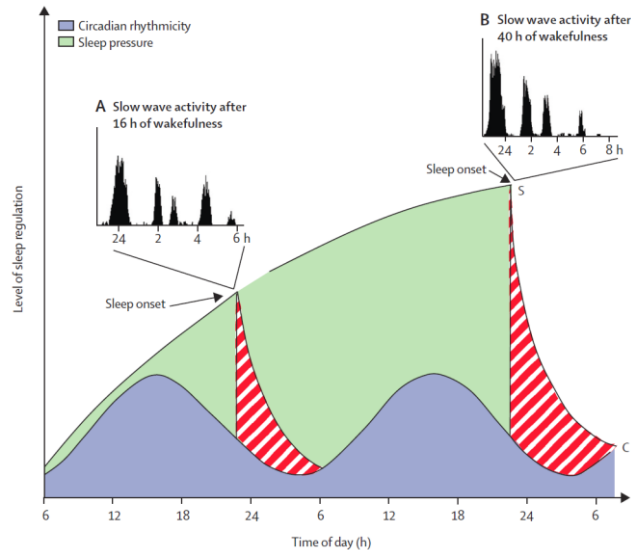 Circadian rhythmicity
Sleep pressure
A Slow wave activity after
16 h of wakefulness
24 2 4 6 h
B Slow wave activity after
40 h of wakefulness
24 2 4 6 8 h
Sleep onset
S
Sleep onset
C
Level of sleep regulation
6 12 18 24 6 12 18 24 6
Time of day (h)